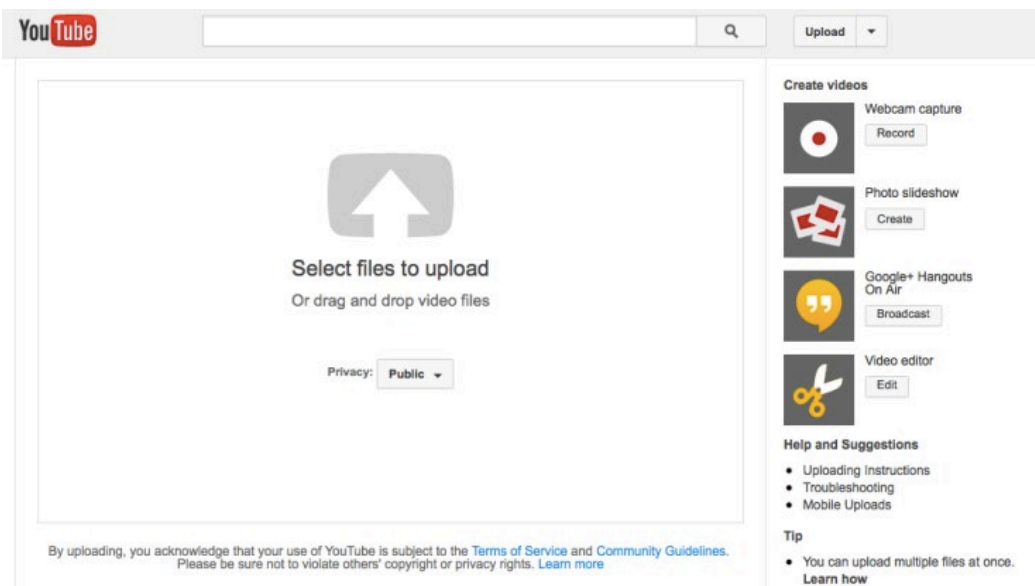 YouTube
Upload
Select files to upload
Or drag and drop video files
Privacy: Public
By uploading, you acknowledge that your use of YouTube is subject to the Terms of Service and Community Guidelines.
Please be sure not to violate others' copyright or privacy rights. Learn more
Create videos
Webcam capture
Record
Photo slideshow
Create
Google+ Hangouts
On Air
Broadcast
Video editor
Edit
Help and Suggestions
• Uploading Instructions
• Troubleshooting
• Mobile Uploads
Tip
• You can upload multiple files at once.
Learn how